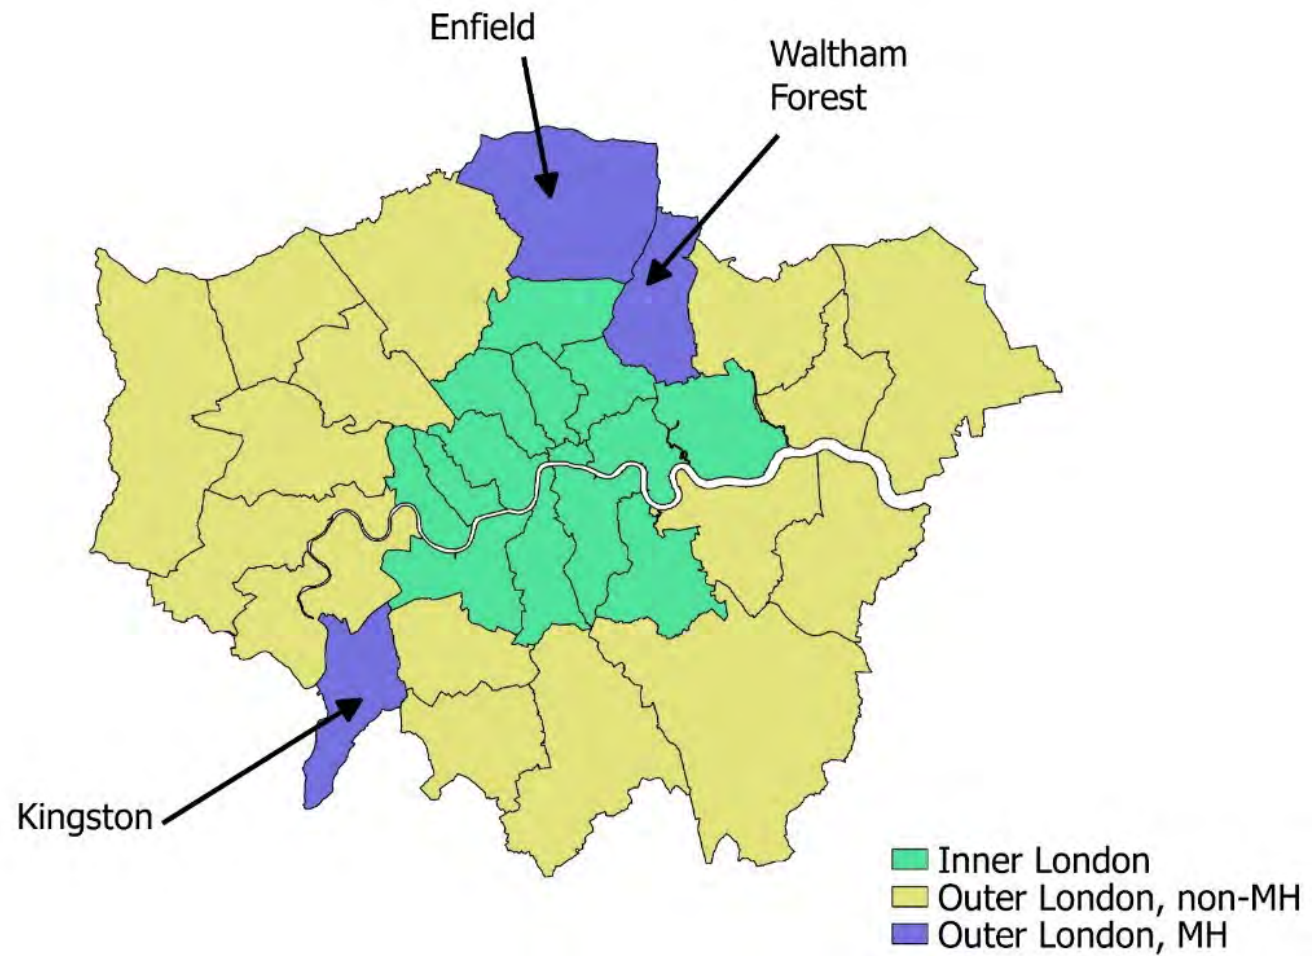 Enfield
Waltham
Forest
Kingston
Inner London
Outer London, non-MH
Outer London, MH